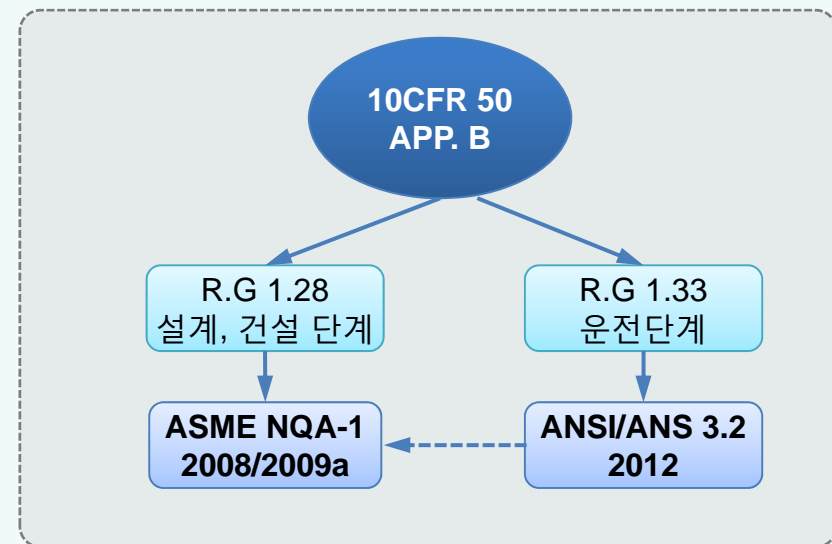 10CFR 50
APP. B
R.G 1.28
설계, 건설 단계
R.G 1.33
운전단계
ASME NQA-1
2008/2009a
ANSI/ANS 3.2
2012